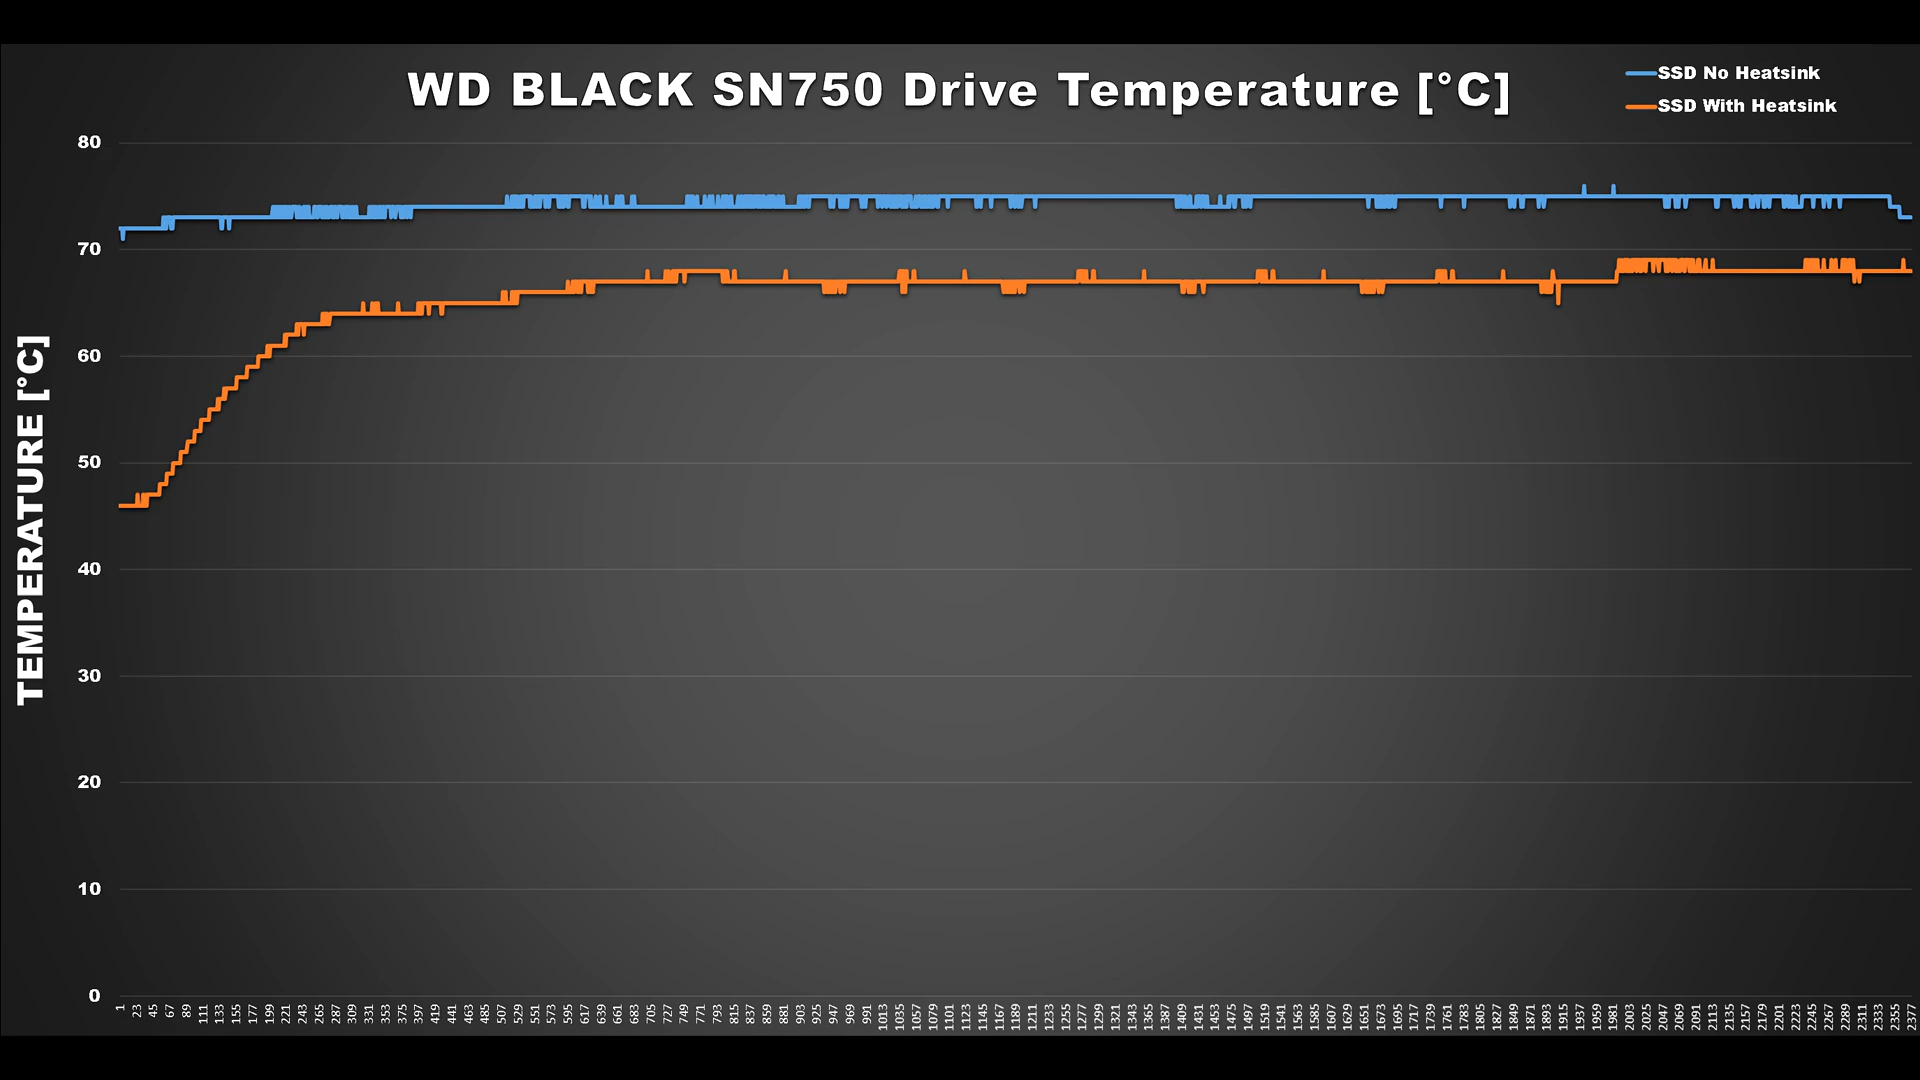 WD BLACK SN750 Drive Temperature [°C]
SSD No Heatsink
SSD With Heatsink
TEMPERATURE [°C]
80
70
60
50
40
30
20
10
0
1 23 45 67 89 111 133 155 177 199 221 243 265 287 309 331 353 375 397 419 441 463 485 507 529 551 573 595 617 639 661 683 705 727 749 771 793 815 837 859 881 903 925 947 969 991 1013 1035 1057 1079 1101 1123 1145 1167 1189 1211 1233 1255 1277 1299 1321 1343 1365 1387 1409 1431 1453 1475 1497 1519 1541 1563 1585 1607 1629 1651 1673 1695 1717 1739 1761 1783 1805 1827 1849 1871 1893 1915 1937 1959 1981 2003 2025 2047 2069 2091 2113 2135 2157 2179 2201 2223 2245 2267 2289 2311 2333 2355 2377